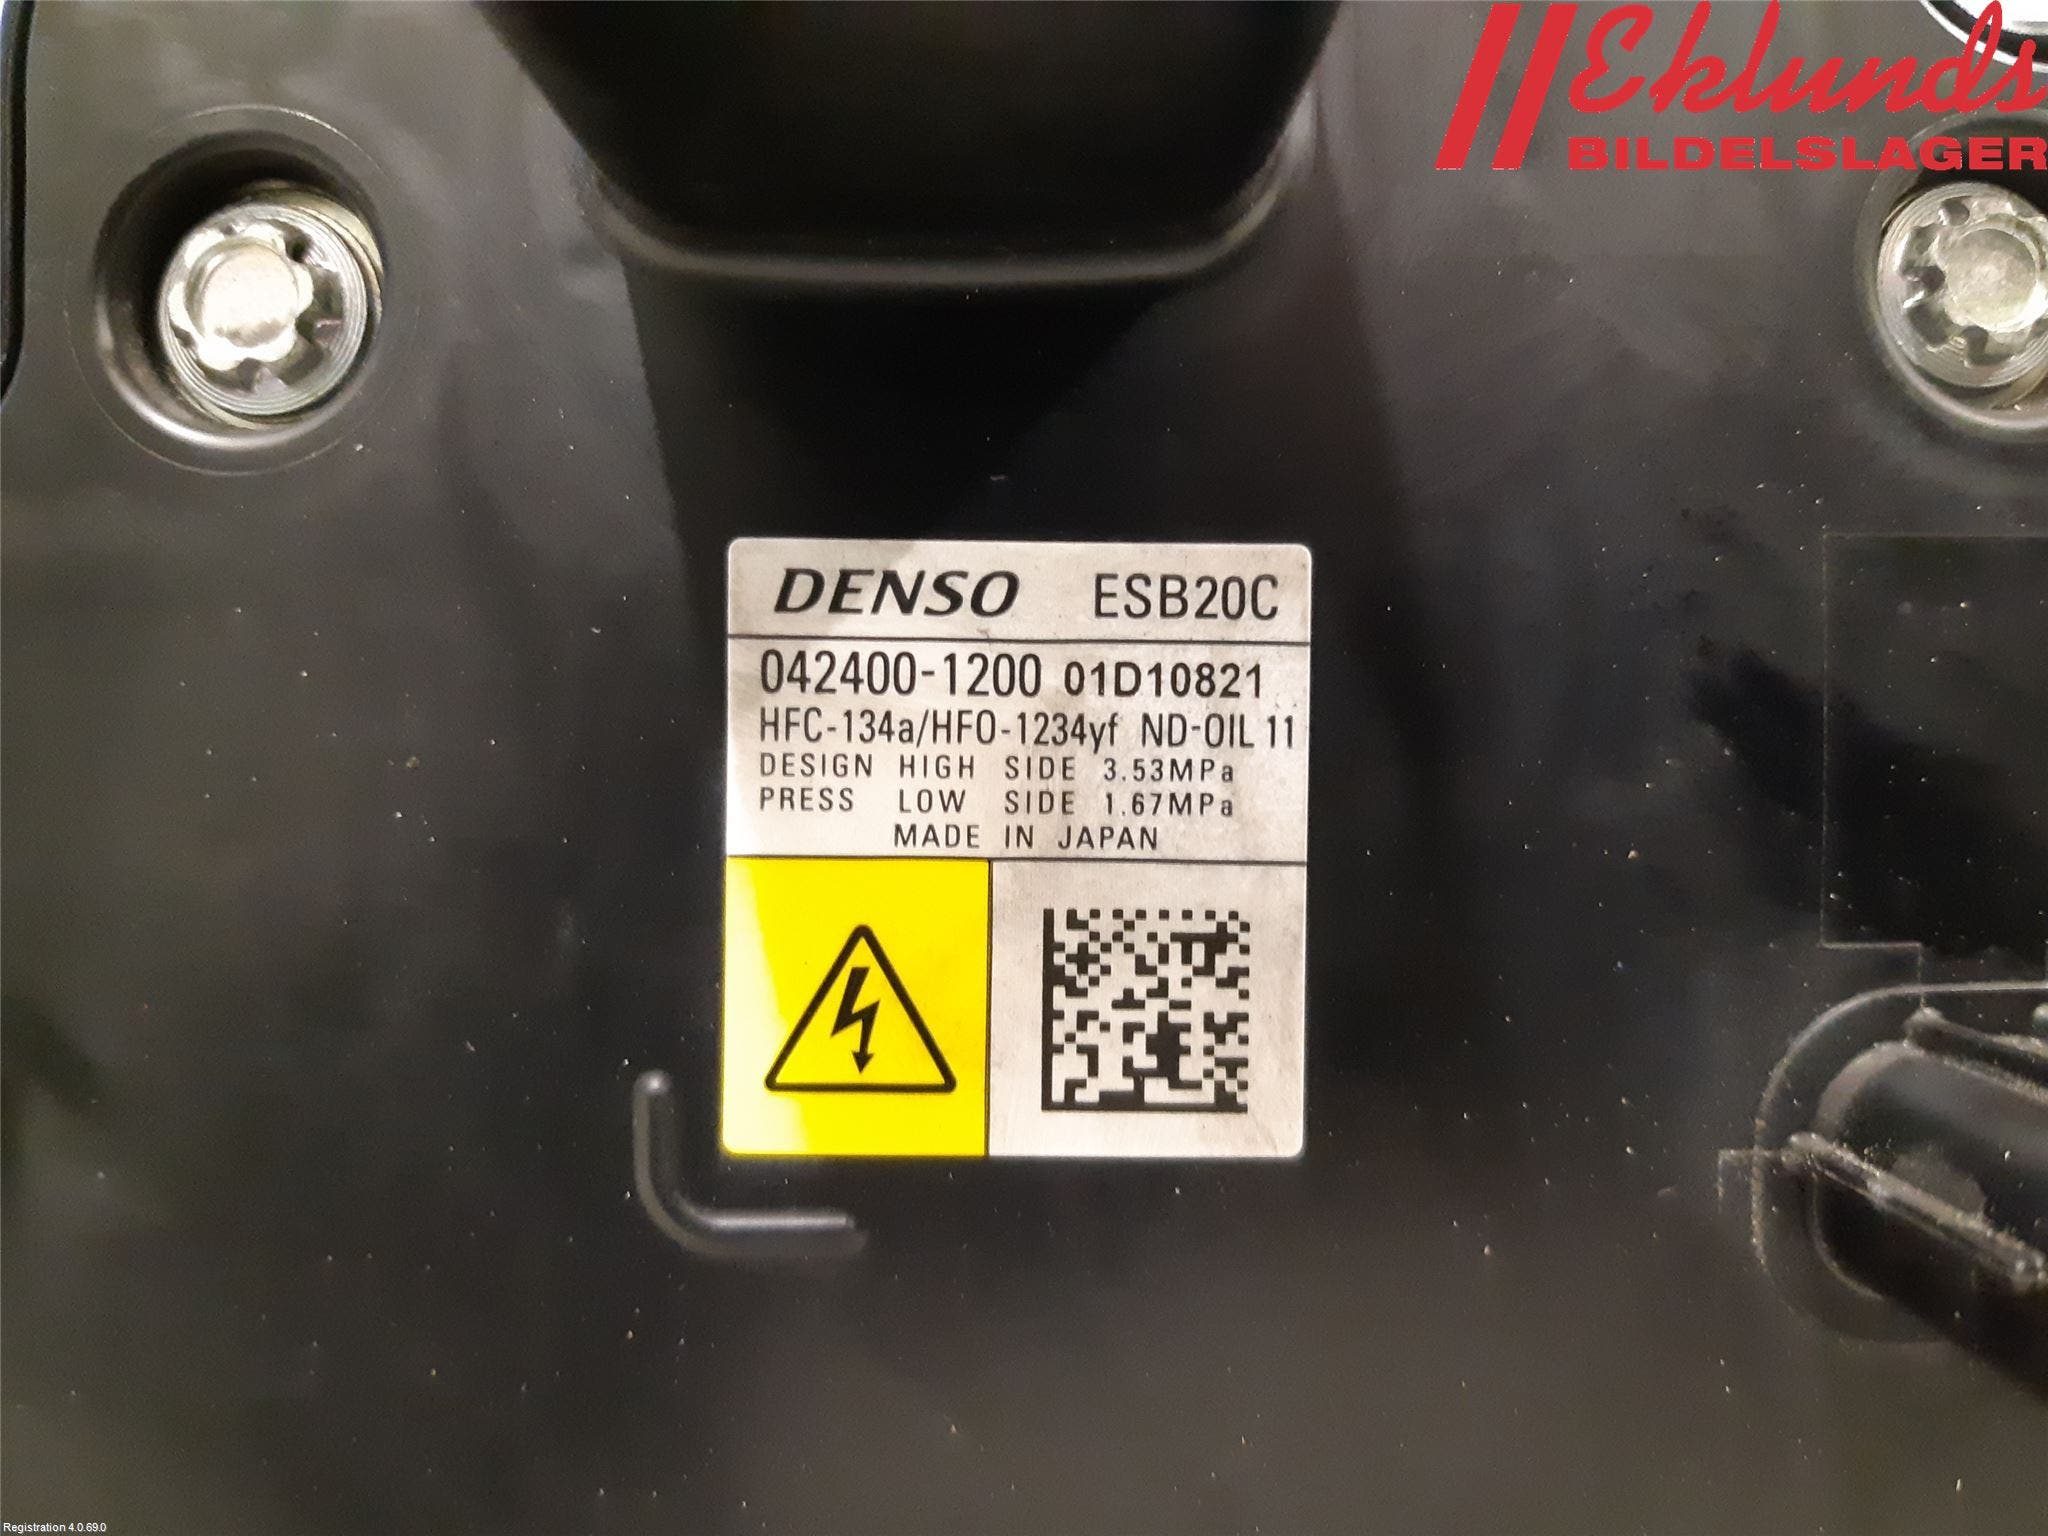 Eklunds
BILDELSLAGER
DENSO ESB20C
042400-1200 01D10821
HFC-134a/HFO-1234yf ND-OIL 11
DESIGN HIGH SIDE 3.53MPa
PRESS LOW SIDE 1.67MPa
MADE IN JAPAN
Registration 4.0.69.0